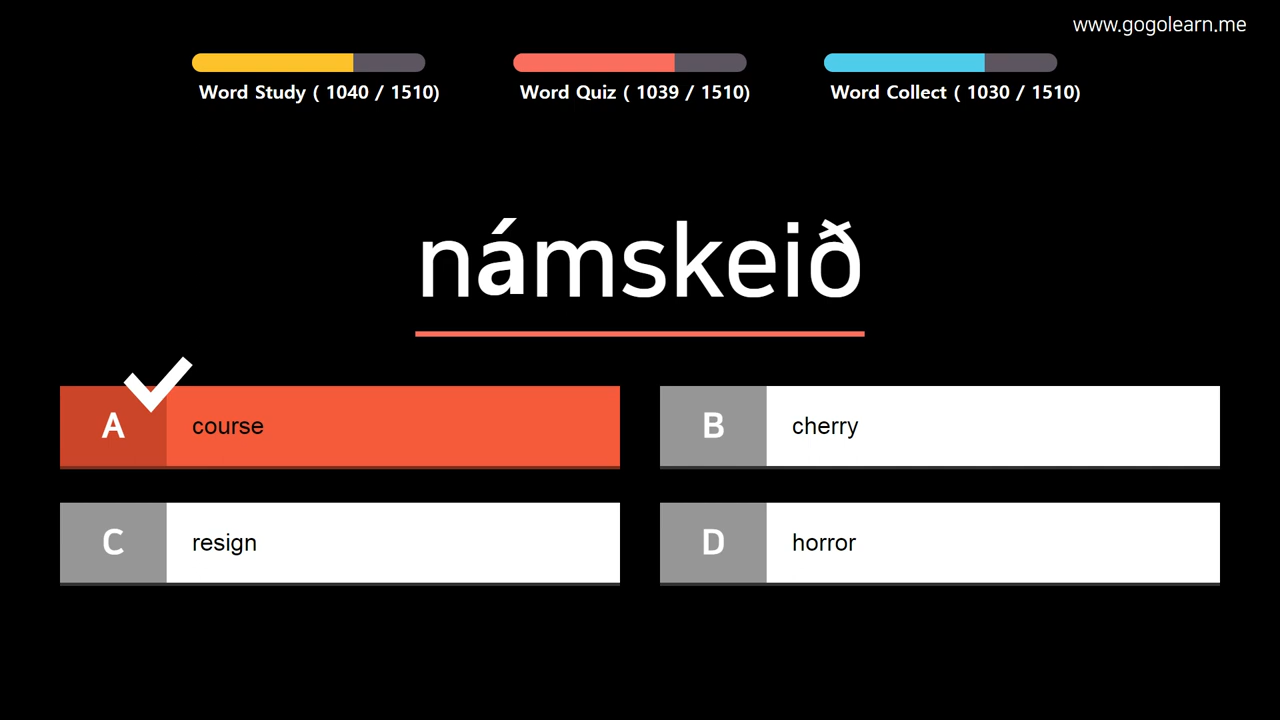 www.gogolearn.me
Word Study ( 1040 / 1510)
Word Quiz ( 1039 / 1510)
Word Collect ( 1030 / 1510)
námskeið
A course
B cherry
C resign
D horror